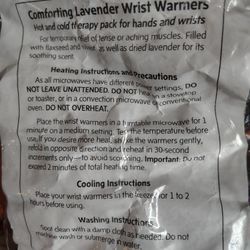 Comforting Lavender Wrist Warmers
Hot and cold therapy pack for hands and wrists
For temporary relief of tense or aching muscles. Filled
with flaxseed and as well as dried lavender for its
soothing scent.
Heating Instructions and Precautions
As all microwaves have different power settings, DO
NOT LEAVE UNATTENDED. DO NOT heat in a stovetop
or toaster, or in a convection microwave or conventional
oven. DO NOT OVERHEAT.
Place the wrist warmers in a turntable microwave for 1
minute on a medium setting. Test the temperature before
use. If you desire more heat, shake the warmers gently,
refold in opposite direction and reheat in 30-second
increments only—to avoid scorching. Important: Do not
exceed 2 minutes of total heating time.
Cooling Instructions
Place your wrist warmers in the freezer for 1 to 2
hours before using.
Washing Instructions
Spot clean with a damp cloth as needed. Do not
machine wash or submerge in water.